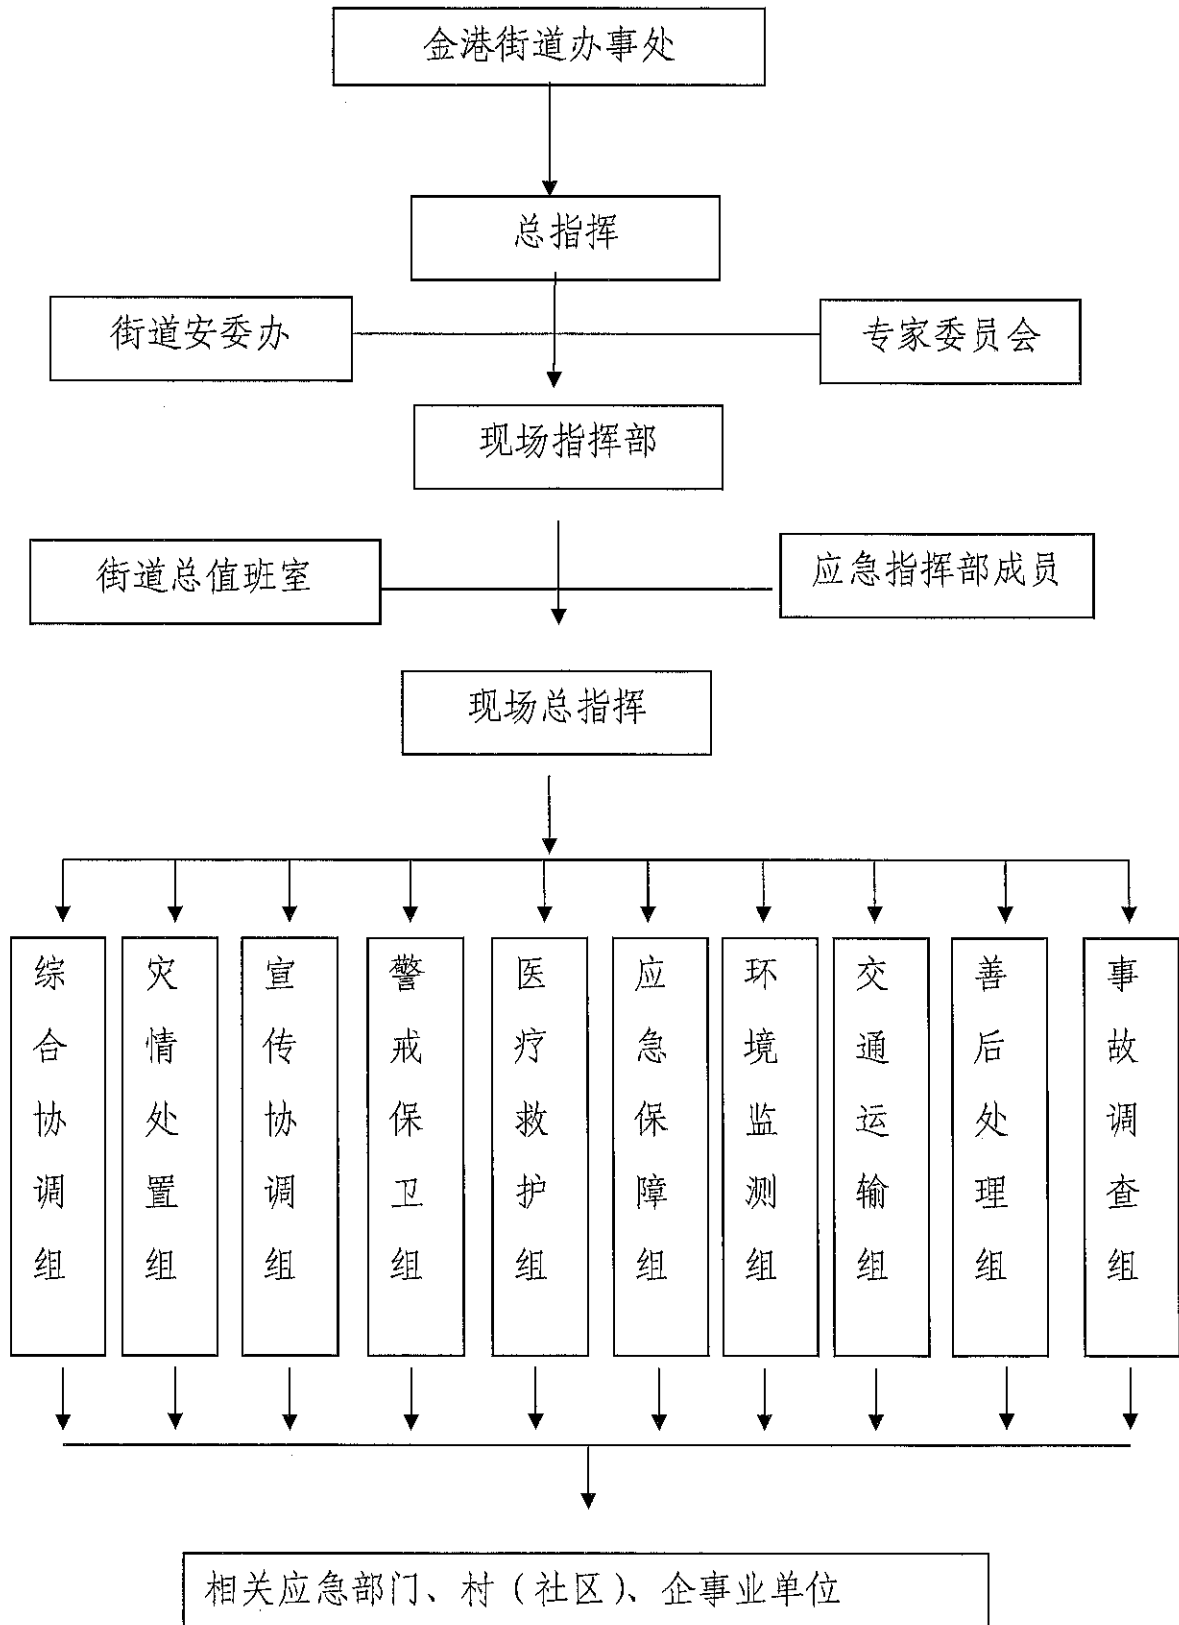 金港街道办事处
总指挥
街道安委办
专家委员会
现场指挥部
街道总值班室
应急指挥部成员
现场总指挥
综合协调组
灾情处置组
宣传协调组
警戒保卫组
医疗救护组
应急保障组
环境监测组
交通运输组
善后处理组
事故调查组
相关应急部门、村（社区）、企事业单位